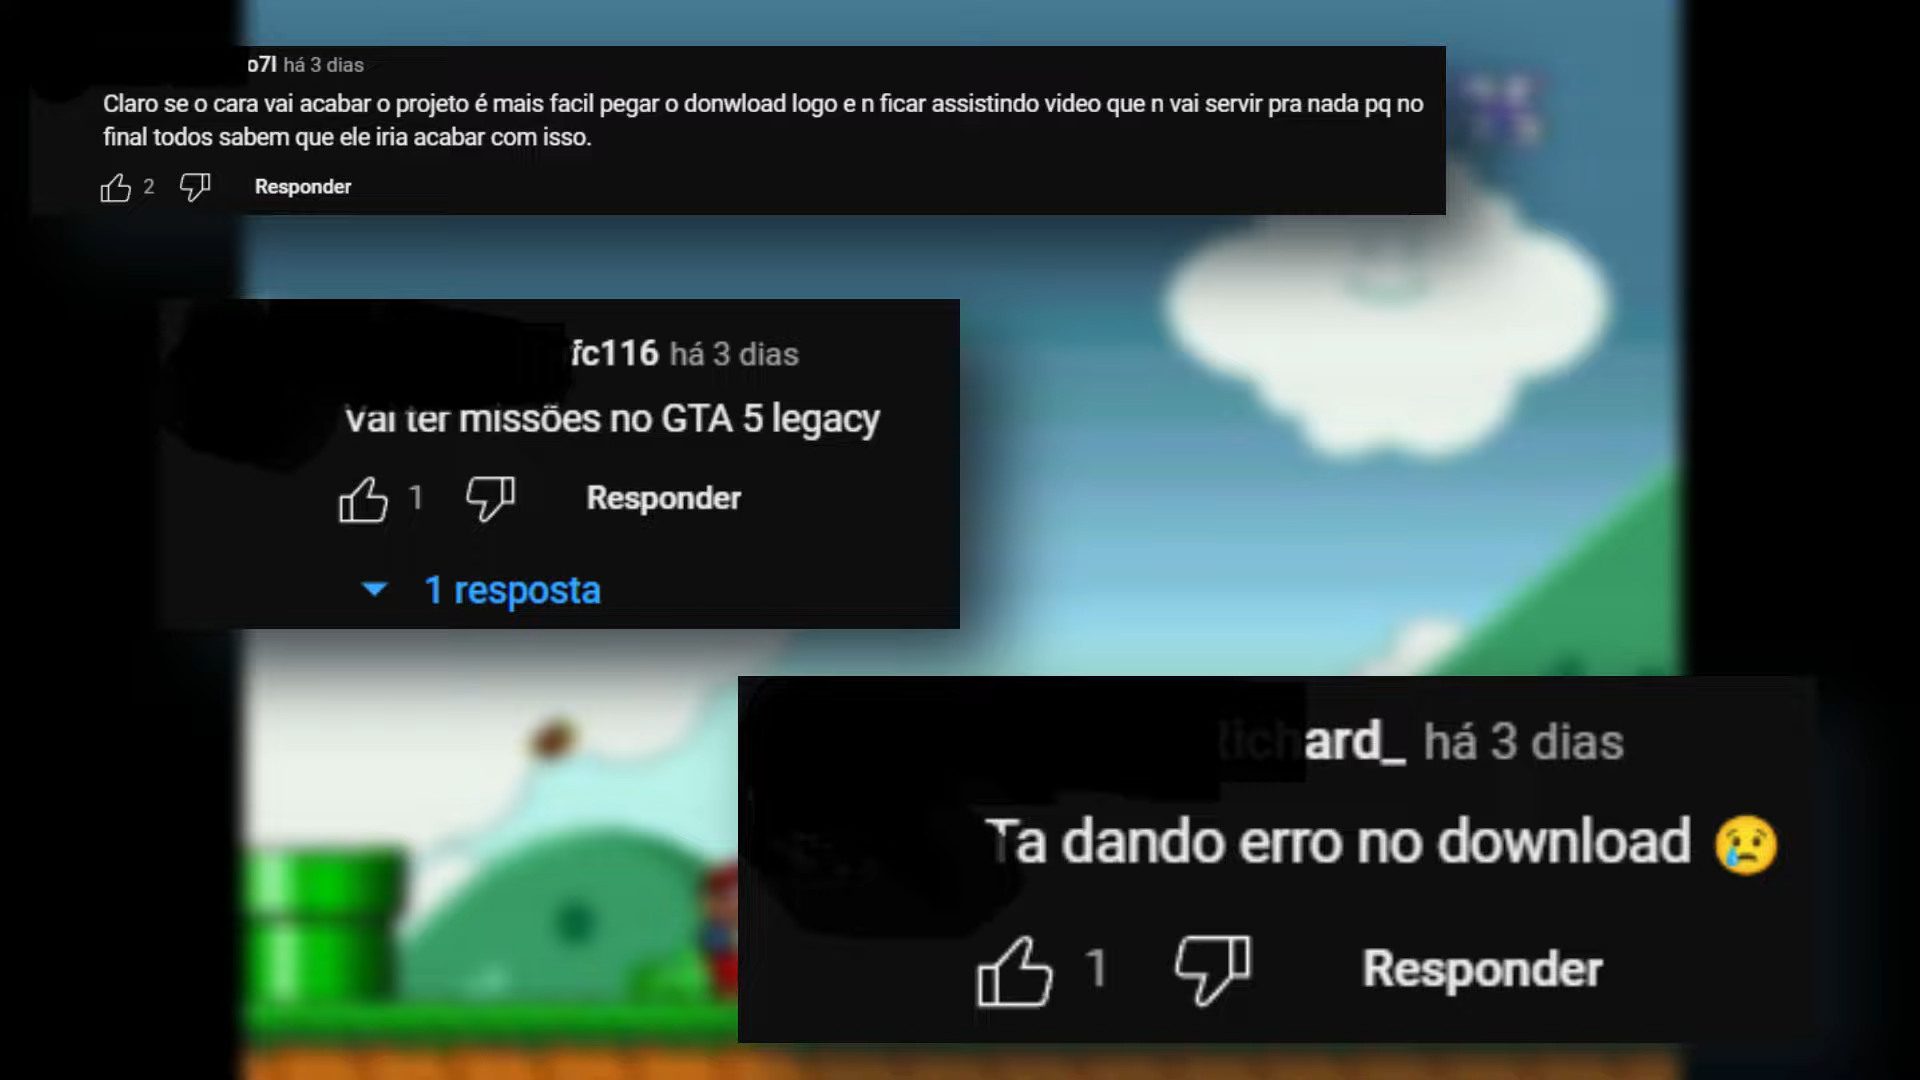 o7l há 3 dias
Claro se o cara vai acabar o projeto é mais facil pegar o donwload logo e n ficar assistindo video que n vai servir pra nada pq no
final todos sabem que ele iria acabar com isso.
2 Responder
fc116 há 3 dias
Vai ter missões no GTA 5 legacy
1 Responder
1 resposta
ard_ há 3 dias
Ta dando erro no download 😢
1 Responder